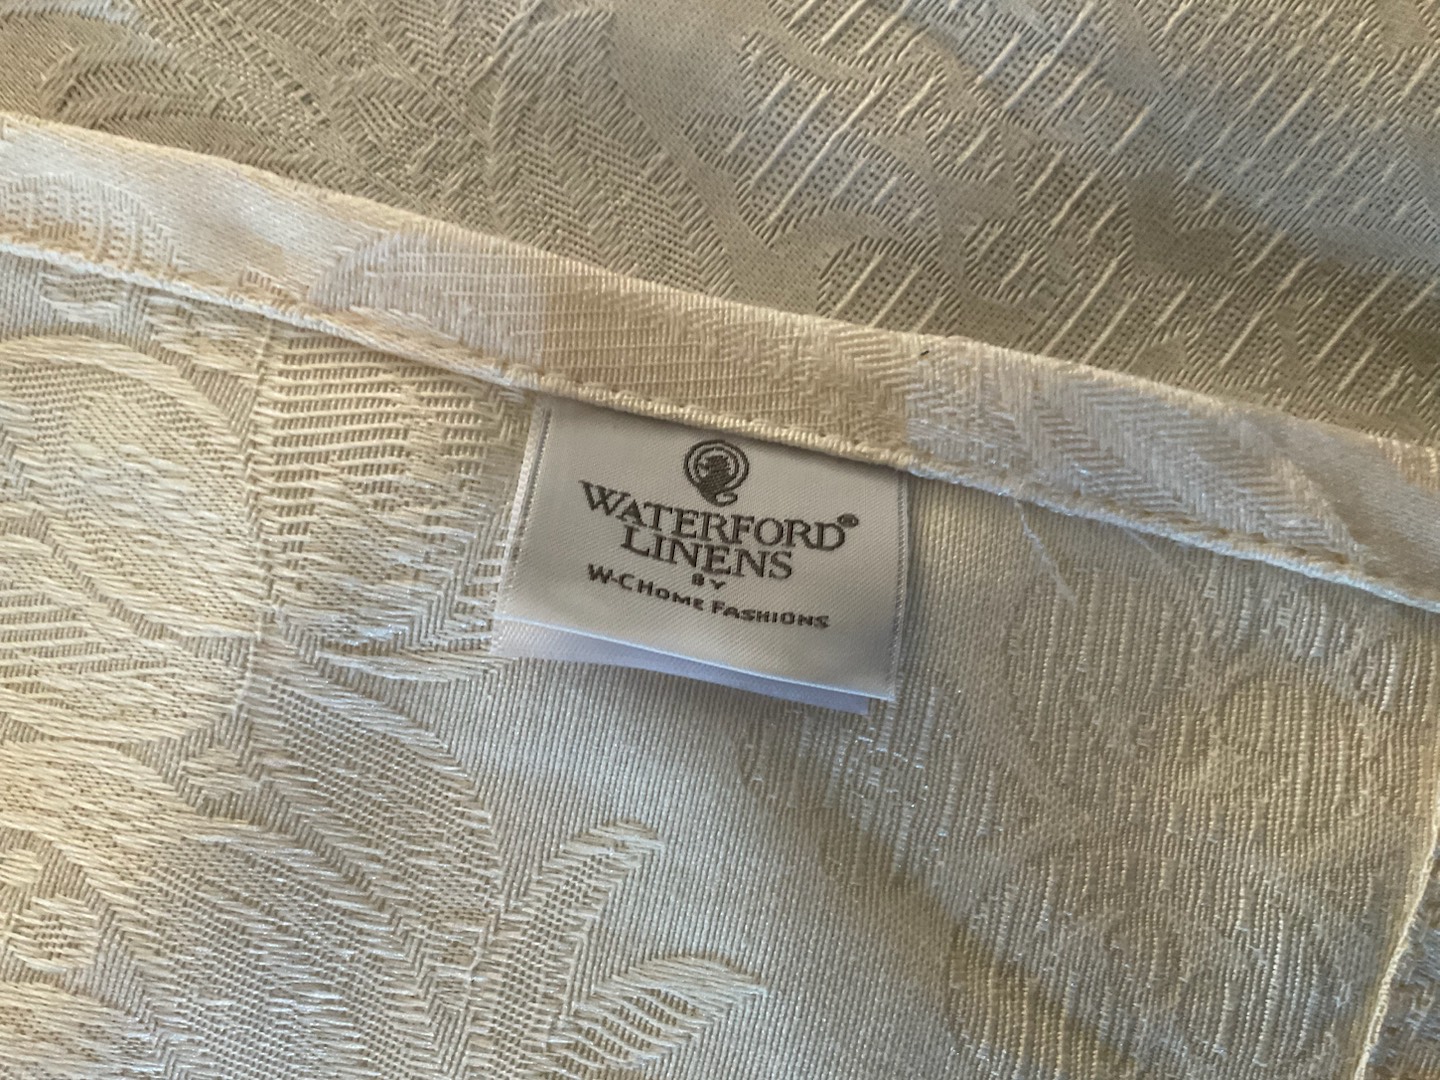 WATERFORD®
LINENS
BY
W-C HOME FASHIONS